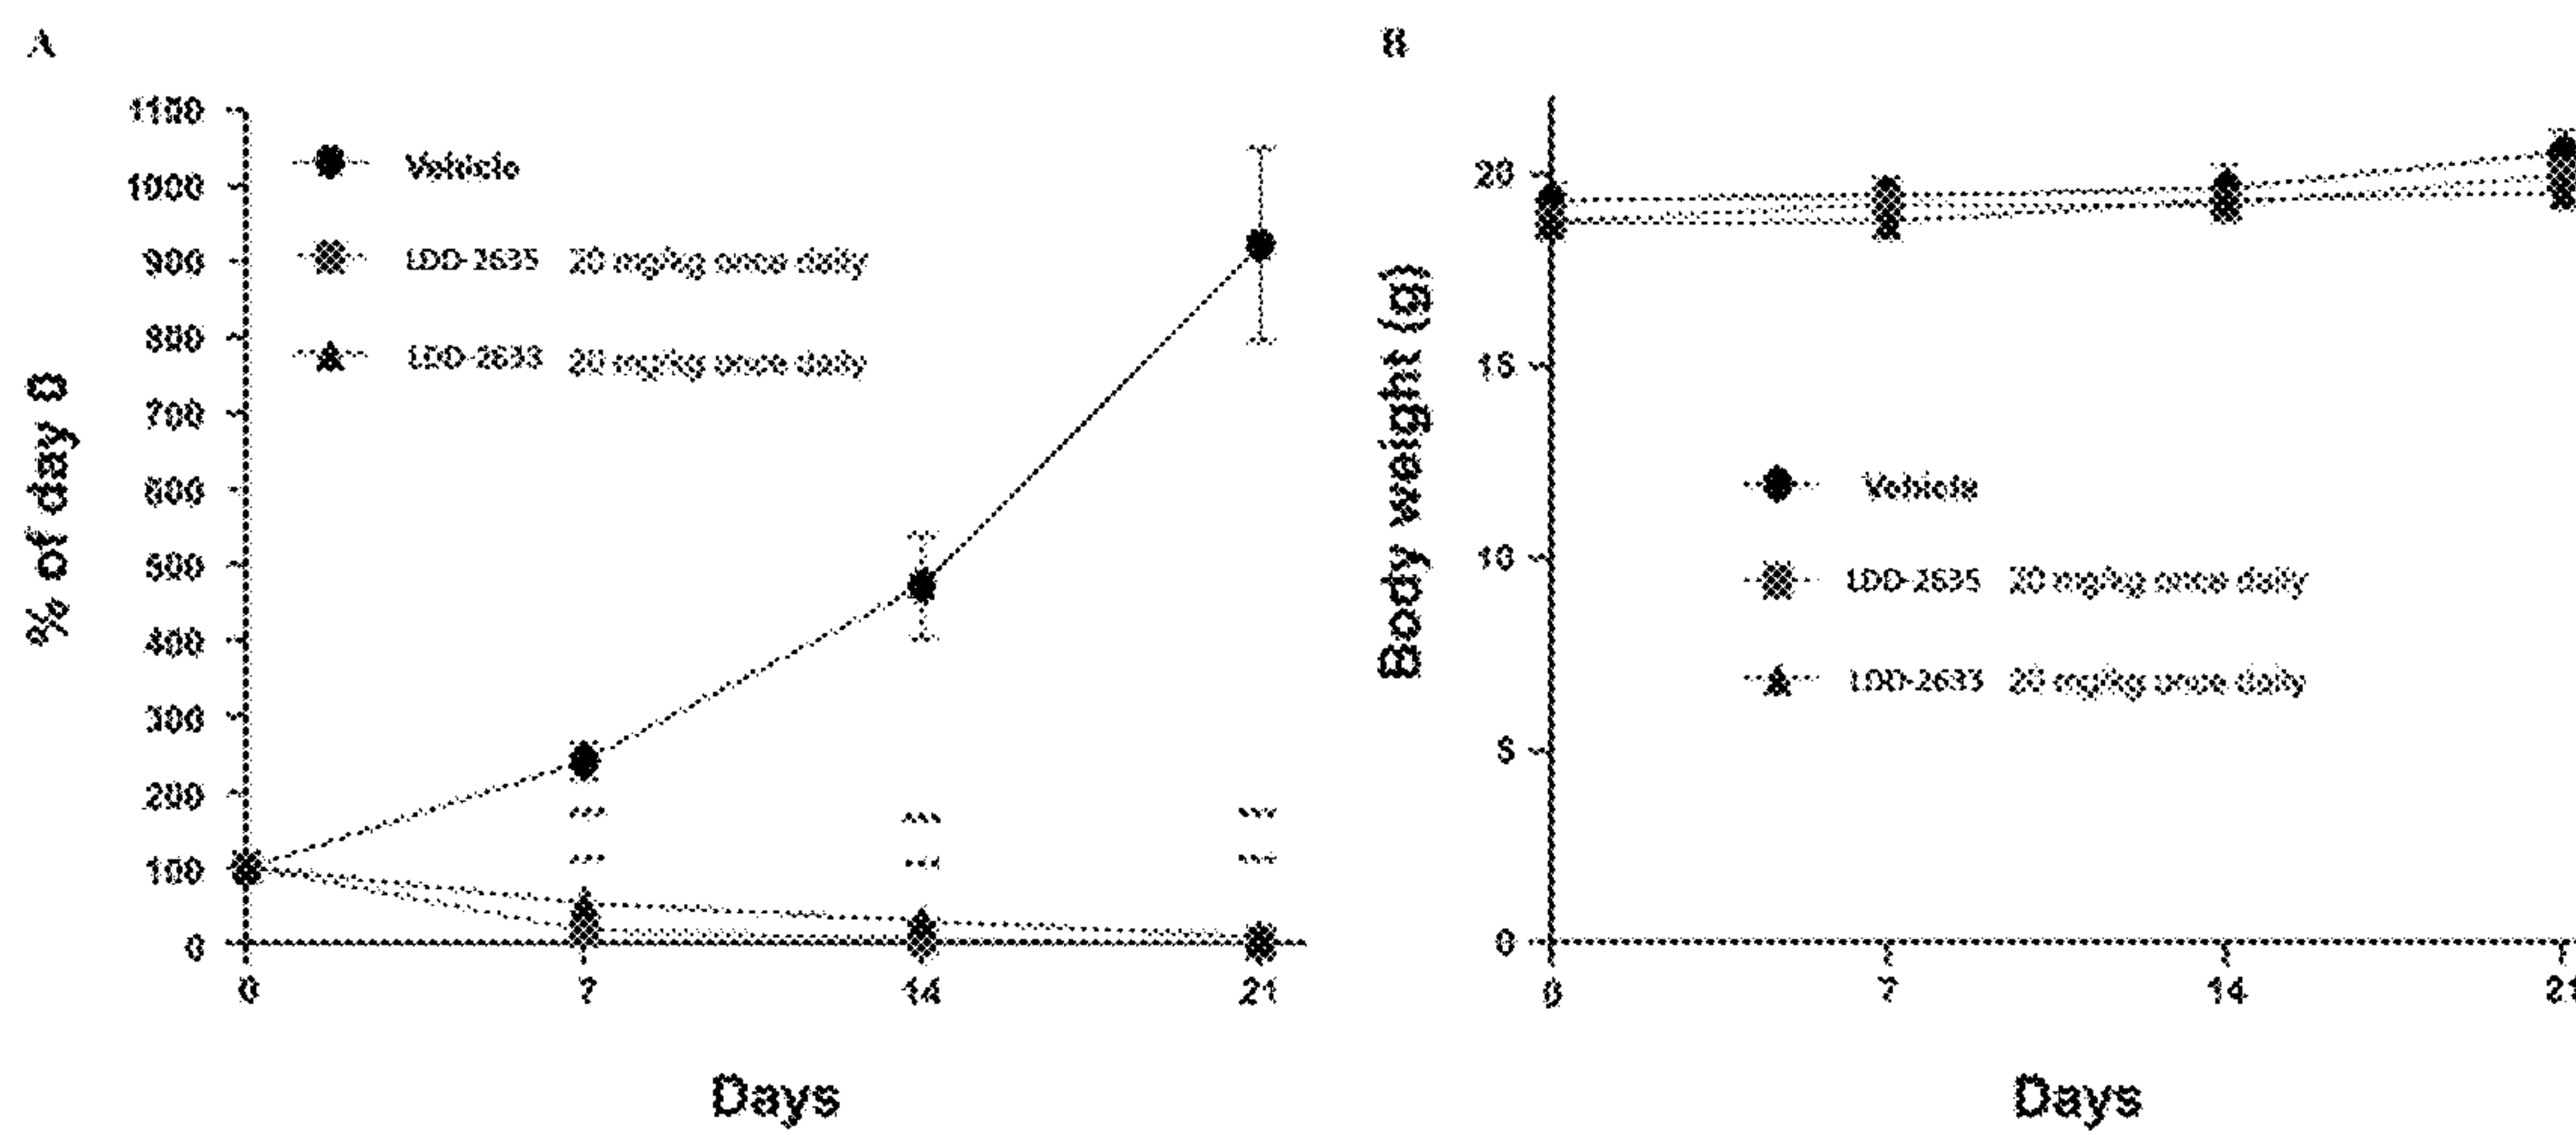 A
1100
1000
900
800
700
600
500
400
300
200
100
0
% of day 0
Vehicle
LDD-2635 20 mg/kg once daily
LDD-2633 20 mg/kg once daily
0 7 14 21
Days
B
20
15
10
5
0
Body weight (g)
Vehicle
LDD-2635 20 mg/kg once daily
LDD-2633 20 mg/kg once daily
0 7 14 21
Days